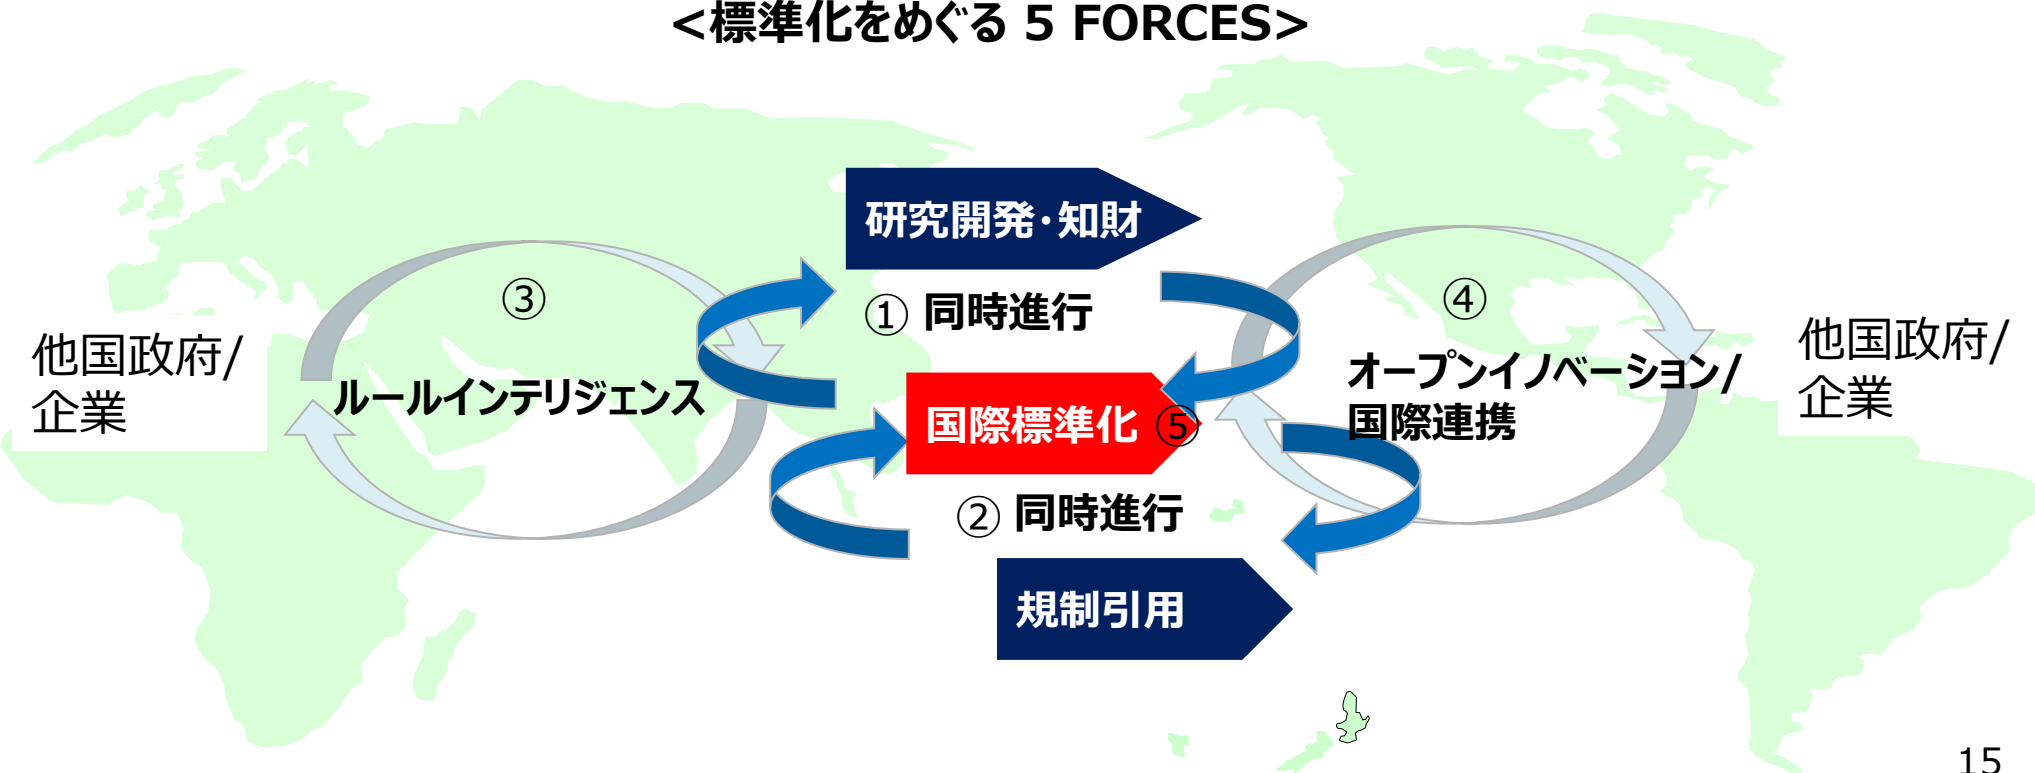 <標準化をめぐる 5 FORCES>
研究開発・知財
③
① 同時進行
④
他国政府/
企業
ルールインテリジェンス
国際標準化 ⑤
オープンイノベーション/
国際連携
他国政府/
企業
② 同時進行
規制引用
15